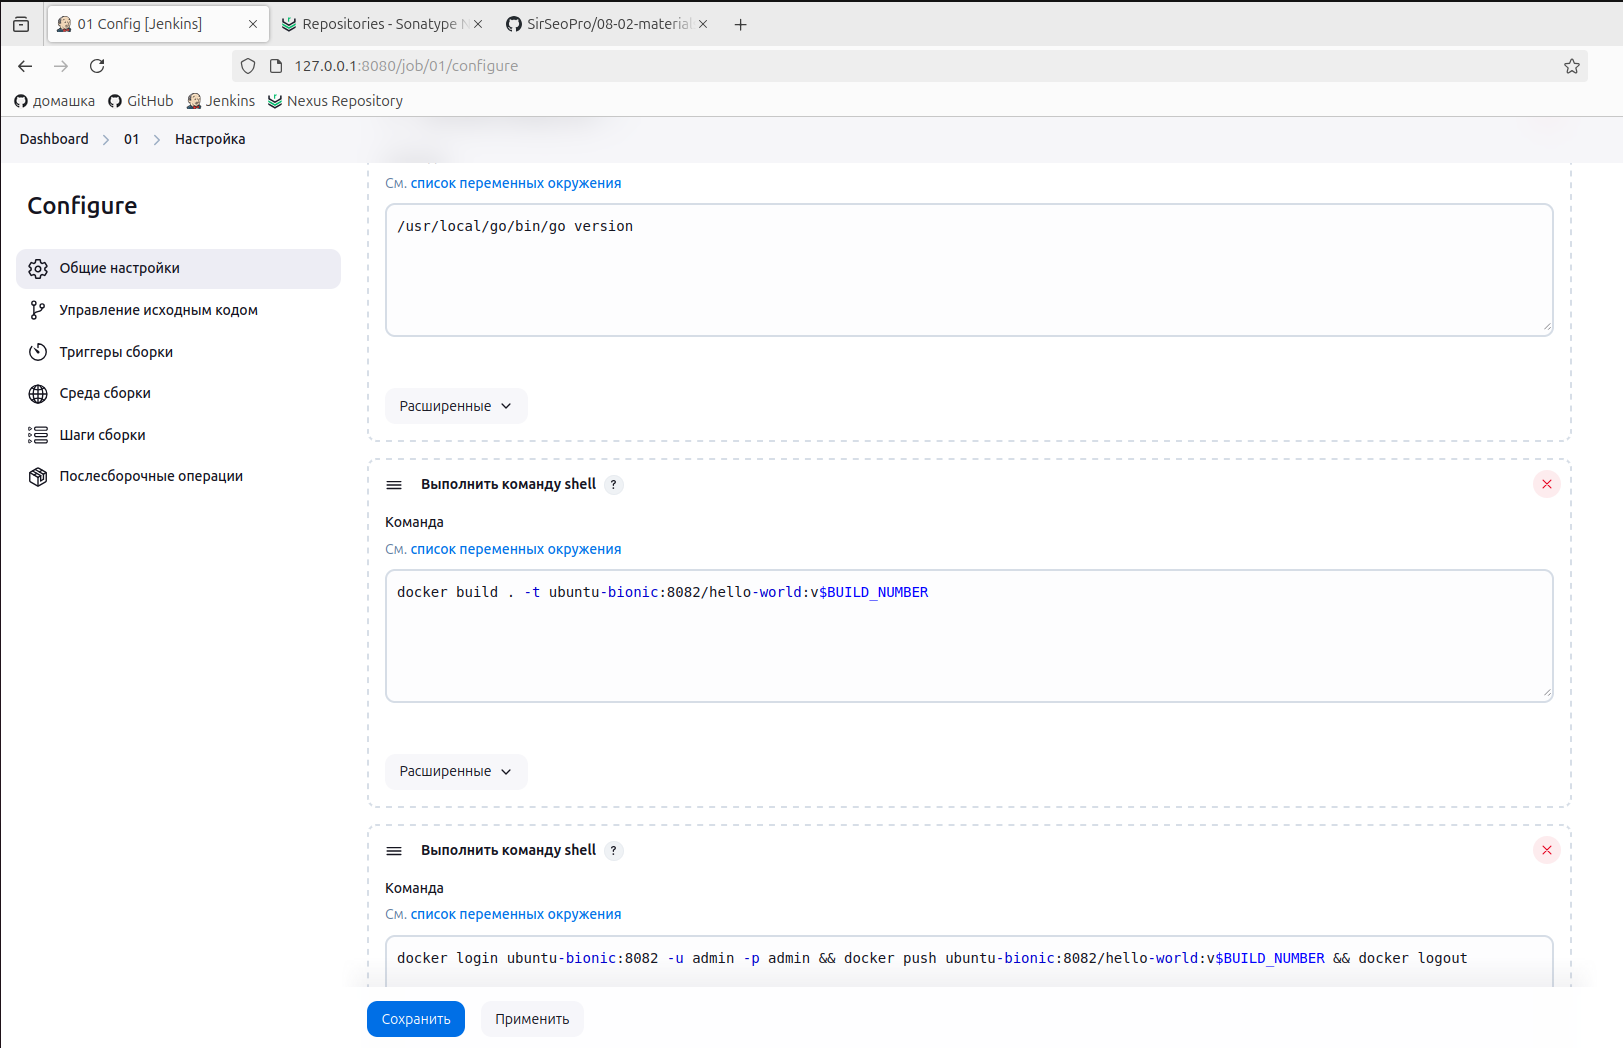 01 Config [Jenkins]
Repositories - Sonatype N
SirSeoPro/08-02-material
127.0.0.1:8080/job/01/configure
домашка
GitHub
Jenkins
Nexus Repository
Dashboard
01
Настройка
Configure
Общие настройки
Управление исходным кодом
Триггеры сборки
Среда сборки
Шаги сборки
Послесборочные операции
См. список переменных окружения
/usr/local/go/bin/go version
Расширенные
Выполнить команду shell ?
Команда
См. список переменных окружения
docker build . -t ubuntu-bionic:8082/hello-world:v$BUILD_NUMBER
Расширенные
Выполнить команду shell ?
Команда
См. список переменных окружения
docker login ubuntu-bionic:8082 -u admin -p admin && docker push ubuntu-bionic:8082/hello-world:v$BUILD_NUMBER && docker logout
Сохранить
Применить